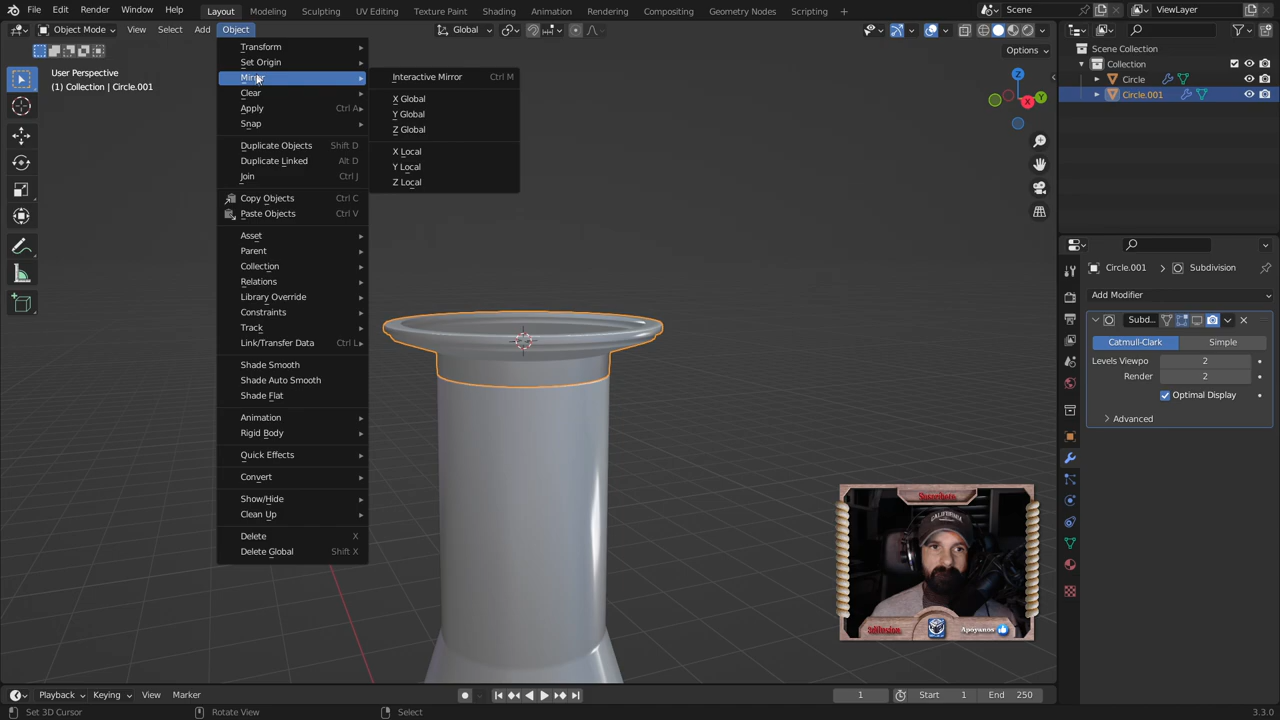 File Edit Render Window Help Layout Modeling Sculpting UV Editing Texture Paint Shading Animation Rendering Compositing Geometry Nodes Scripting + Scene ViewLayer
Object Mode View Select Add Object Global Options
User Perspective
(1) Collection | Circle.001
Transform
Set Origin
Mirror
Clear
Apply Ctrl A
Snap
Duplicate Objects Shift D
Duplicate Linked Alt D
Join Ctrl J
Copy Objects Ctrl C
Paste Objects Ctrl V
Asset
Parent
Collection
Relations
Library Override
Constraints
Track
Link/Transfer Data Ctrl L
Shade Smooth
Shade Auto Smooth
Shade Flat
Animation
Rigid Body
Quick Effects
Convert
Show/Hide
Clean Up
Delete X
Delete Global Shift X
Interactive Mirror Ctrl M
X Global
Y Global
Z Global
X Local
Y Local
Z Local
Z
X Y
Scene Collection
Collection
Circle
Circle.001
Circle.001 Subdivision
Add Modifier
Subd...
Catmull-Clark Simple
Levels Viewpo 2
Render 2
Optimal Display
Advanced
CALIFORNIA
Apoyanos
Playback Keying View Marker 1 Start 1 End 250
Set 3D Cursor Rotate View Select 3.3.0